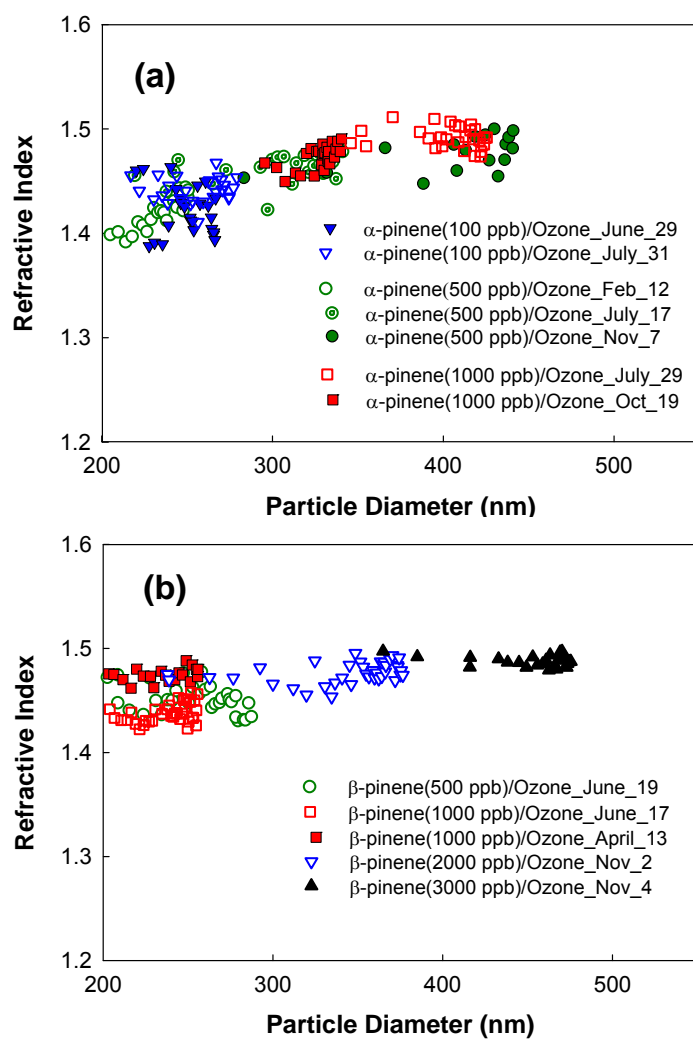 1.6
(a)
1.5
1.4
1.3
1.2
Refractive Index
α-pinene(100 ppb)/Ozone_June_29
α-pinene(100 ppb)/Ozone_July_31
α-pinene(500 ppb)/Ozone_Feb_12
α-pinene(500 ppb)/Ozone_July_17
α-pinene(500 ppb)/Ozone_Nov_7
α-pinene(1000 ppb)/Ozone_July_29
α-pinene(1000 ppb)/Ozone_Oct_19
200 300 400 500
Particle Diameter (nm)
1.6
(b)
1.5
1.4
1.3
1.2
Refractive Index
β-pinene(500 ppb)/Ozone_June_19
β-pinene(1000 ppb)/Ozone_June_17
β-pinene(1000 ppb)/Ozone_April_13
β-pinene(2000 ppb)/Ozone_Nov_2
β-pinene(3000 ppb)/Ozone_Nov_4
200 300 400 500
Particle Diameter (nm)